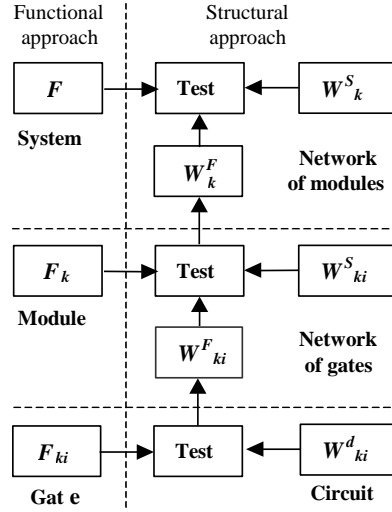 Functional approach
Structural approach
F
Test
W^S_k
System
W^F_k
Network of modules
F_k
Test
W^S_ki
Module
W^F_ki
Network of gates
F_ki
Test
W^d_ki
Gat e
Circuit